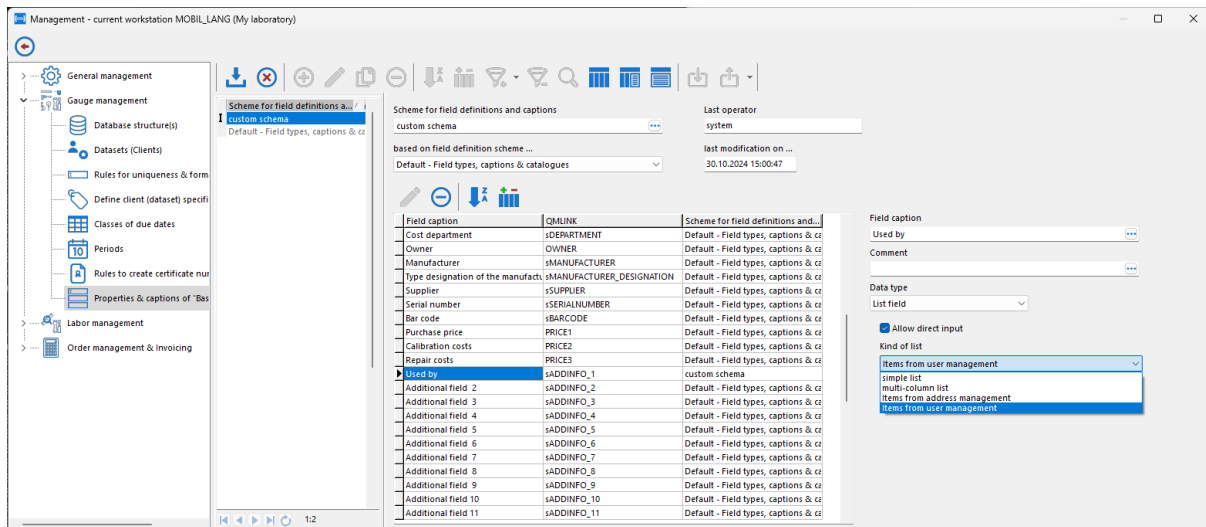 Management - current workstation MOBIL_LANG (My laboratory)
General management
Gauge management
Database structure(s)
Datasets (Clients)
Rules for uniqueness & form
Define client (dataset) specifi
Classes of due dates
10 Periods
Rules to create certificate nur
Properties & captions of "Bas
Labor management
Order management & Invoicing
Scheme for field definitions a...
custom schema
Default - Field types, captions & ca
1:2
Scheme for field definitions and captions
custom schema
Last operator
system
based on field definition scheme ...
Default - Field types, captions & catalogues
last modification on ...
30.10.2024 15:00:47
Field caption QMLINK Scheme for field definitions and...
Cost department sDEPARTMENT Default - Field types, captions & ca
Owner OWNER Default - Field types, captions & ca
Manufacturer sMANUFACTURER Default - Field types, captions & ca
Type designation of the manufactu sMANUFACTURER_DESIGNATION Default - Field types, captions & ca
Supplier sSUPPLIER Default - Field types, captions & ca
Serial number sSERIALNUMBER Default - Field types, captions & ca
Bar code sBARCODE Default - Field types, captions & ca
Purchase price PRICE1 Default - Field types, captions & ca
Calibration costs PRICE2 Default - Field types, captions & ca
Repair costs PRICE3 Default - Field types, captions & ca
Used by sADDINFO_1 custom schema
Additional field 2 sADDINFO_2 Default - Field types, captions & ca
Additional field 3 sADDINFO_3 Default - Field types, captions & ca
Additional field 4 sADDINFO_4 Default - Field types, captions & ca
Additional field 5 sADDINFO_5 Default - Field types, captions & ca
Additional field 6 sADDINFO_6 Default - Field types, captions & ca
Additional field 7 sADDINFO_7 Default - Field types, captions & ca
Additional field 8 sADDINFO_8 Default - Field types, captions & ca
Additional field 9 sADDINFO_9 Default - Field types, captions & ca
Additional field 10 sADDINFO_10 Default - Field types, captions & ca
Additional field 11 sADDINFO_11 Default - Field types, captions & ca
Field caption
Used by
Comment
Data type
List field
Allow direct input
Kind of list
Items from user management
simple list
multi-column list
Items from address management
Items from user management